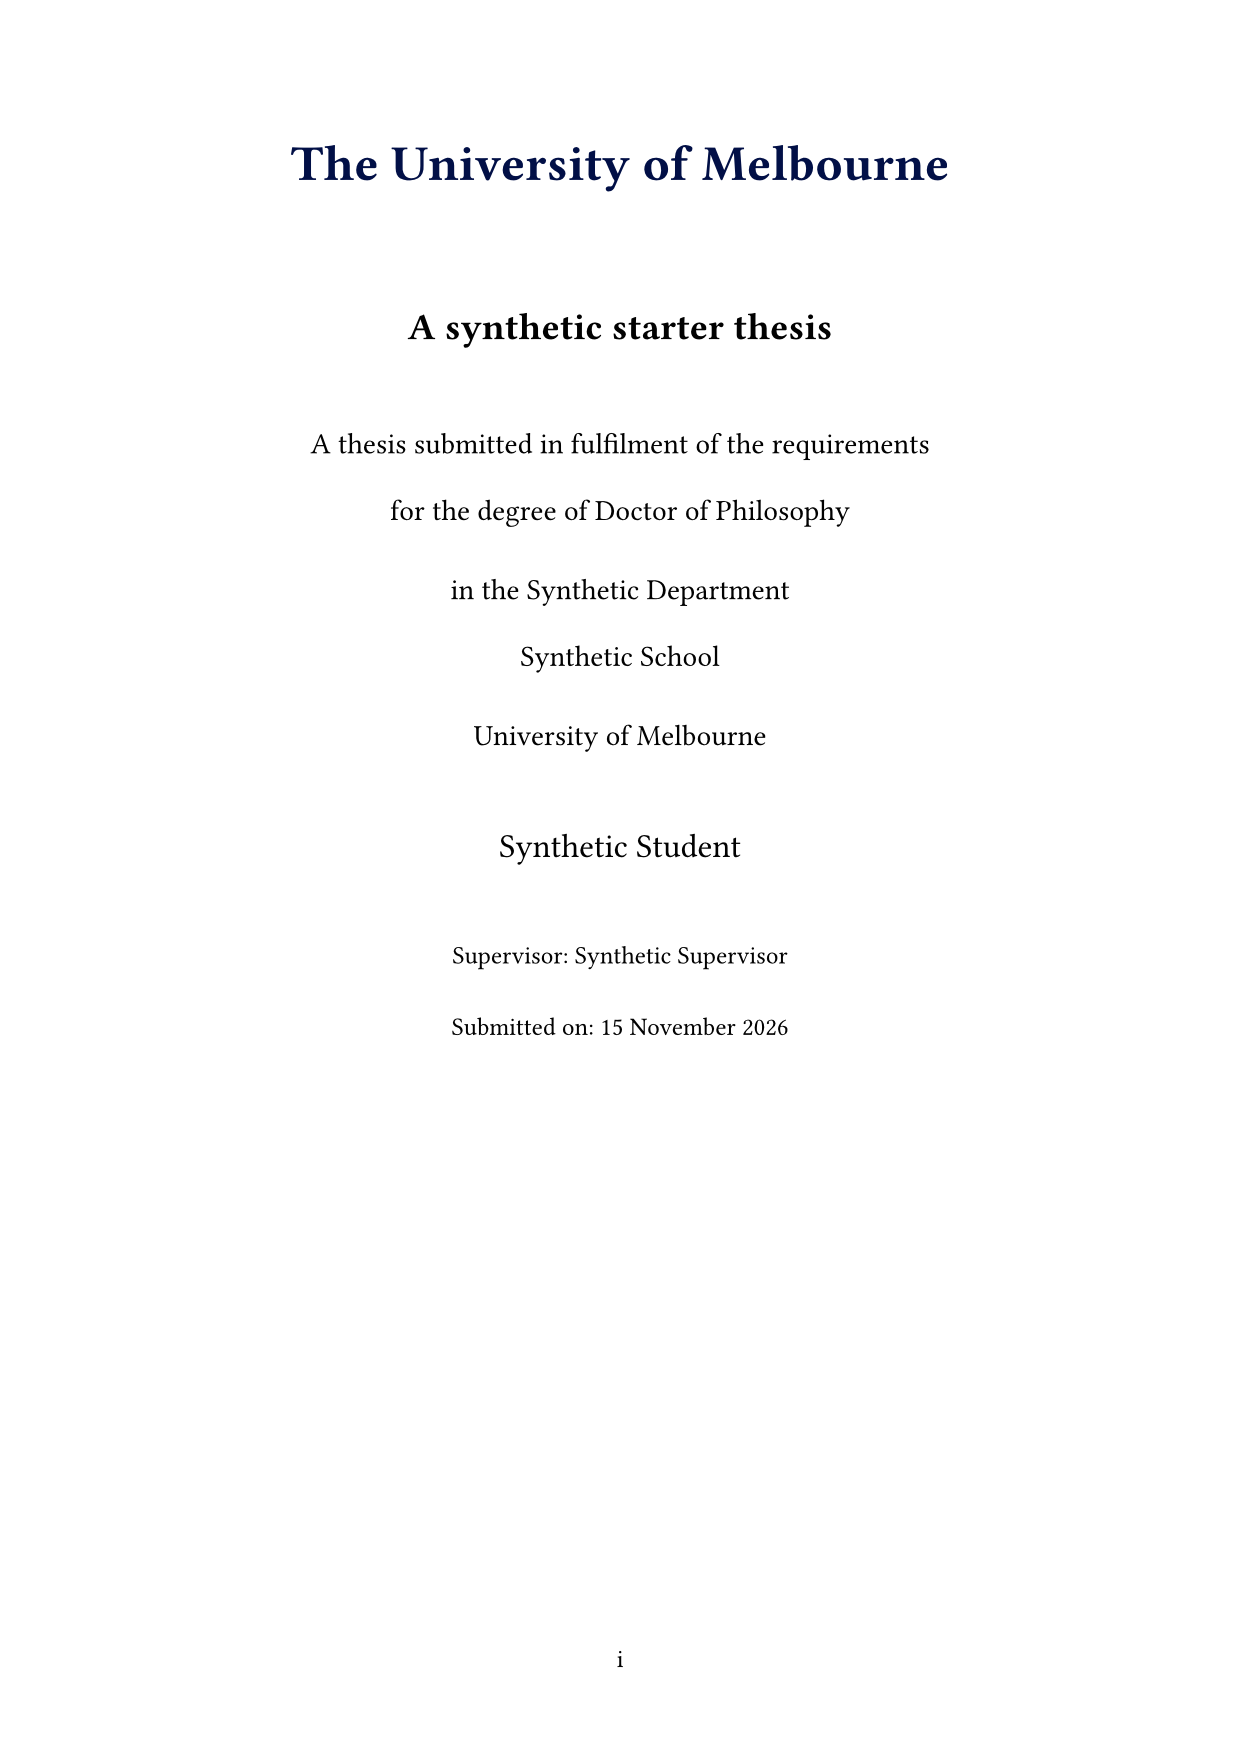 The University of Melbourne
A synthetic starter thesis
A thesis submitted in fulfilment of the requirements
for the degree of Doctor of Philosophy
in the Synthetic Department
Synthetic School
University of Melbourne
Synthetic Student
Supervisor: Synthetic Supervisor
Submitted on: 15 November 2026
i